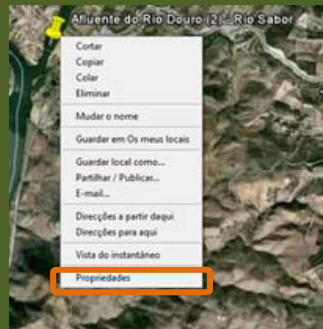 Afluente do Rio Douro (2) - Rio Sabor
Cortar
Copiar
Colar
Eliminar
Mudar o nome
Guardar em Os meus locais
Guardar local como...
Partilhar / Publicar...
E-mail...
Direcções a partir daqui
Direcções para aqui
Vista do instantâneo
Propriedades